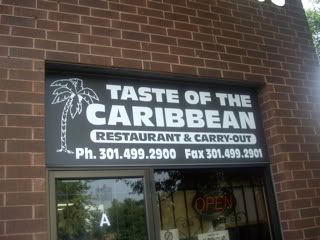 TASTE OF THE
CARIBBEAN
RESTAURANT & CARRY-OUT
Ph. 301.499.2900 Fax 301.499.2901
OPEN
A